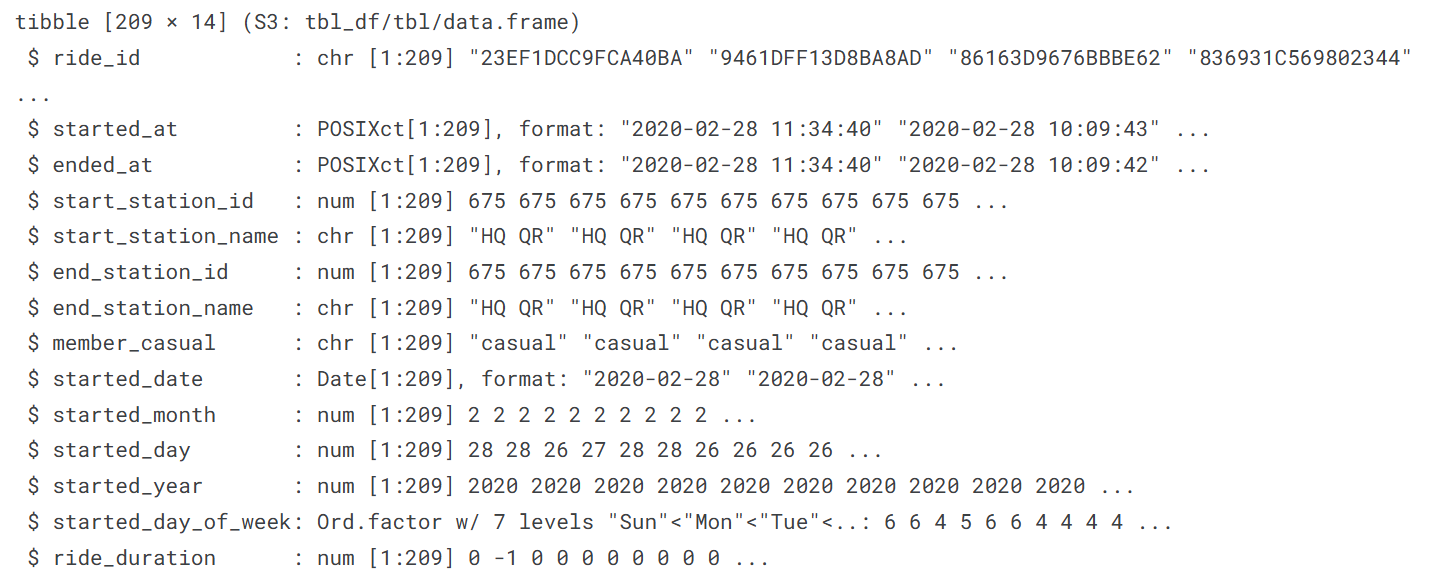 tibble [209 × 14] (S3: tbl_df/tbl/data.frame)
 $ ride_id            : chr [1:209] "23EF1DCC9FCA40BA" "9461DFF13D8BA8AD" "86163D9676BBBE62" "836931C569802344"
...
 $ started_at         : POSIXct[1:209], format: "2020-02-28 11:34:40" "2020-02-28 10:09:43" ...
 $ ended_at           : POSIXct[1:209], format: "2020-02-28 11:34:40" "2020-02-28 10:09:42" ...
 $ start_station_id   : num [1:209] 675 675 675 675 675 675 675 675 675 675 ...
 $ start_station_name : chr [1:209] "HQ QR" "HQ QR" "HQ QR" "HQ QR" ...
 $ end_station_id     : num [1:209] 675 675 675 675 675 675 675 675 675 675 ...
 $ end_station_name   : chr [1:209] "HQ QR" "HQ QR" "HQ QR" "HQ QR" ...
 $ member_casual      : chr [1:209] "casual" "casual" "casual" "casual" ...
 $ started_date       : Date[1:209], format: "2020-02-28" "2020-02-28" ...
 $ started_month      : num [1:209] 2 2 2 2 2 2 2 2 2 2 ...
 $ started_day        : num [1:209] 28 28 26 27 28 28 26 26 26 26 ...
 $ started_year       : num [1:209] 2020 2020 2020 2020 2020 2020 2020 2020 2020 2020 ...
 $ started_day_of_week: Ord.factor w/ 7 levels "Sun"<"Mon"<"Tue"<..: 6 6 4 5 6 6 4 4 4 4 ...
 $ ride_duration      : num [1:209] 0 -1 0 0 0 0 0 0 0 0 ...